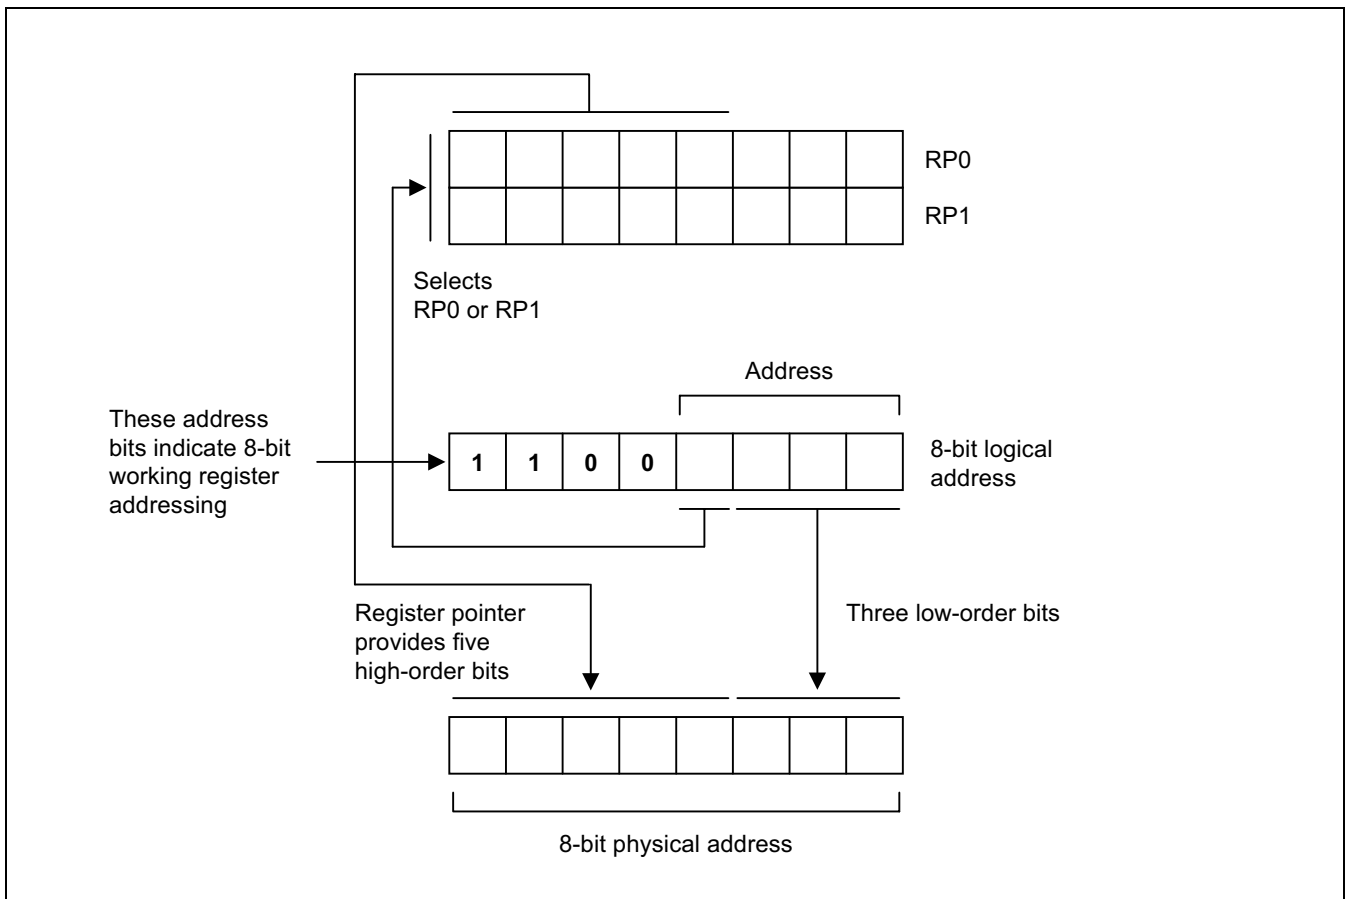 RP0
RP1
Selects
RP0 or RP1
Address
These address
bits indicate 8-bit
working register
addressing
1 1 0 0
8-bit logical
address
Register pointer
provides five
high-order bits
Three low-order bits
8-bit physical address